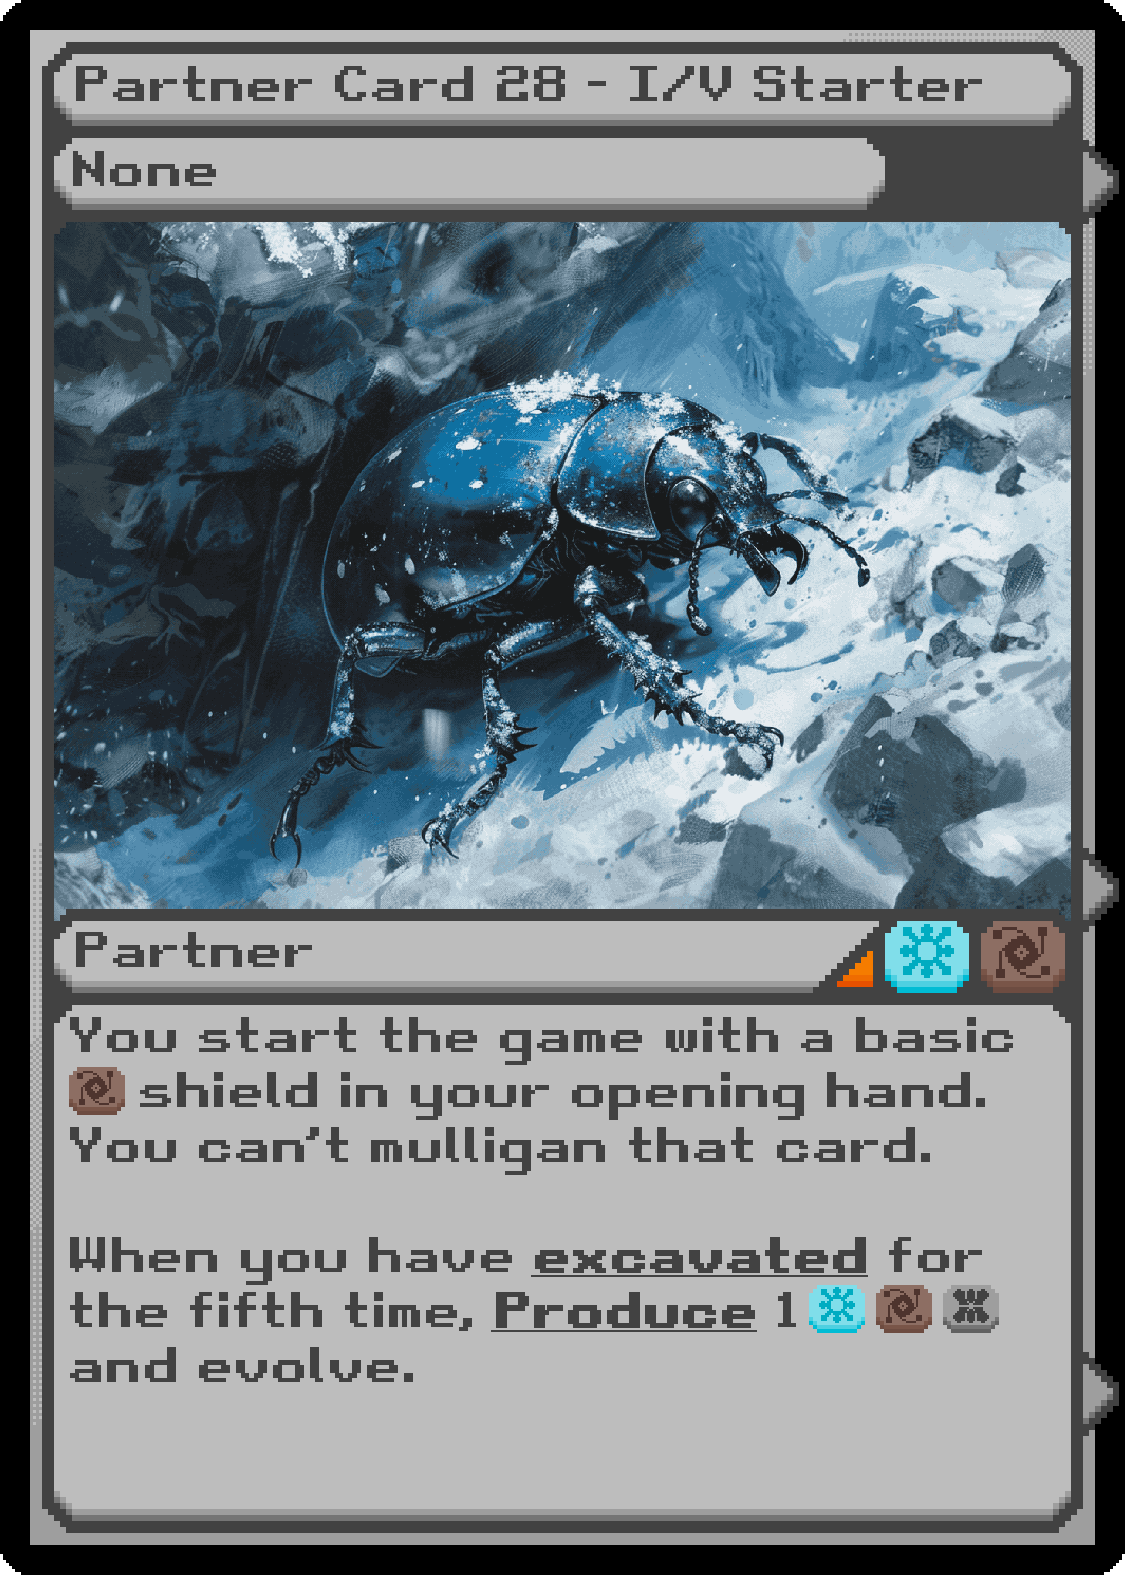 Partner Card 28 - I/V Starter
None
Partner
You start the game with a basic
shield in your opening hand.
You can't mulligan that card.
When you have excavated for
the fifth time, Produce 1
and evolve.